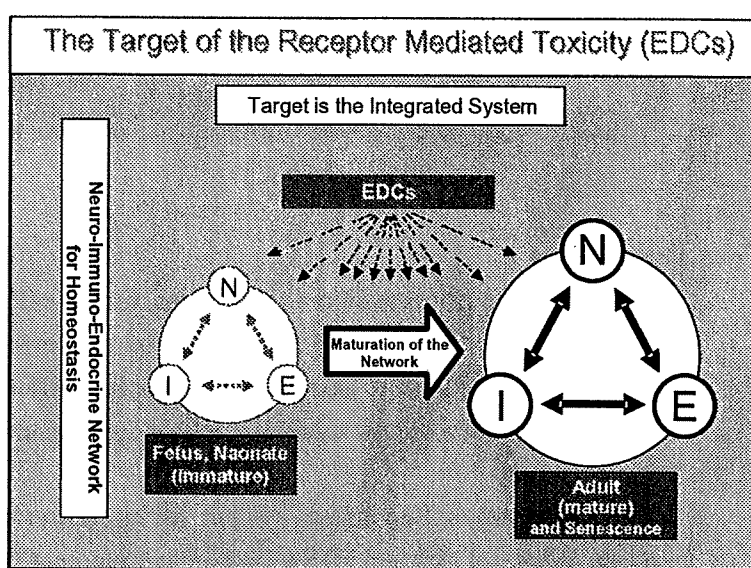 The Target of the Receptor Mediated Toxicity (EDCs)
Target is the Integrated System
Neuro-Immuno-Endocrine Network
for Homeostasis
EDCs
N
I
E
Fetus, Naonate
(immature)
Maturation of the
Network
N
I
E
Adult
(mature)
and Senescence